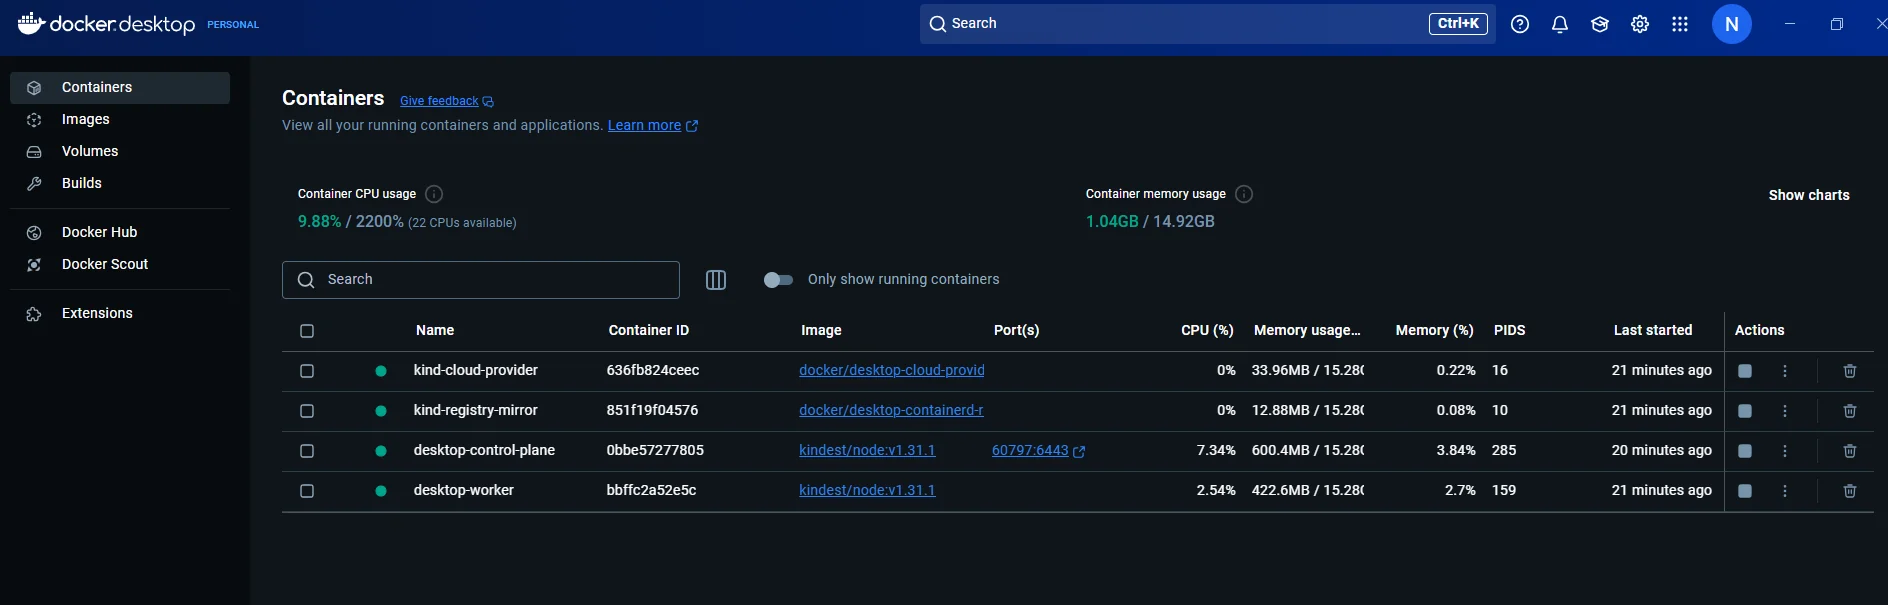 docker.desktop PERSONAL Search Ctrl+K N
Containers
Images
Volumes
Builds
Docker Hub
Docker Scout
Extensions
Containers Give feedback
View all your running containers and applications. Learn more
Container CPU usage
9.88% / 2200% (22 CPUs available)
Container memory usage
1.04GB / 14.92GB
Show charts
Search Only show running containers
Name Container ID Image Port(s) CPU (%) Memory usage... Memory (%) PIDS Last started Actions
kind-cloud-provider 636fb824ceec docker/desktop-cloud-provid 0% 33.96MB / 15.28( 0.22% 16 21 minutes ago
kind-registry-mirror 851f19f04576 docker/desktop-containerd-r 0% 12.88MB / 15.28( 0.08% 10 21 minutes ago
desktop-control-plane 0bbe57277805 kindest/node:v1.31.1 60797:6443 7.34% 600.4MB / 15.28( 3.84% 285 20 minutes ago
desktop-worker bbffc2a52e5c kindest/node:v1.31.1 2.54% 422.6MB / 15.28( 2.7% 159 21 minutes ago